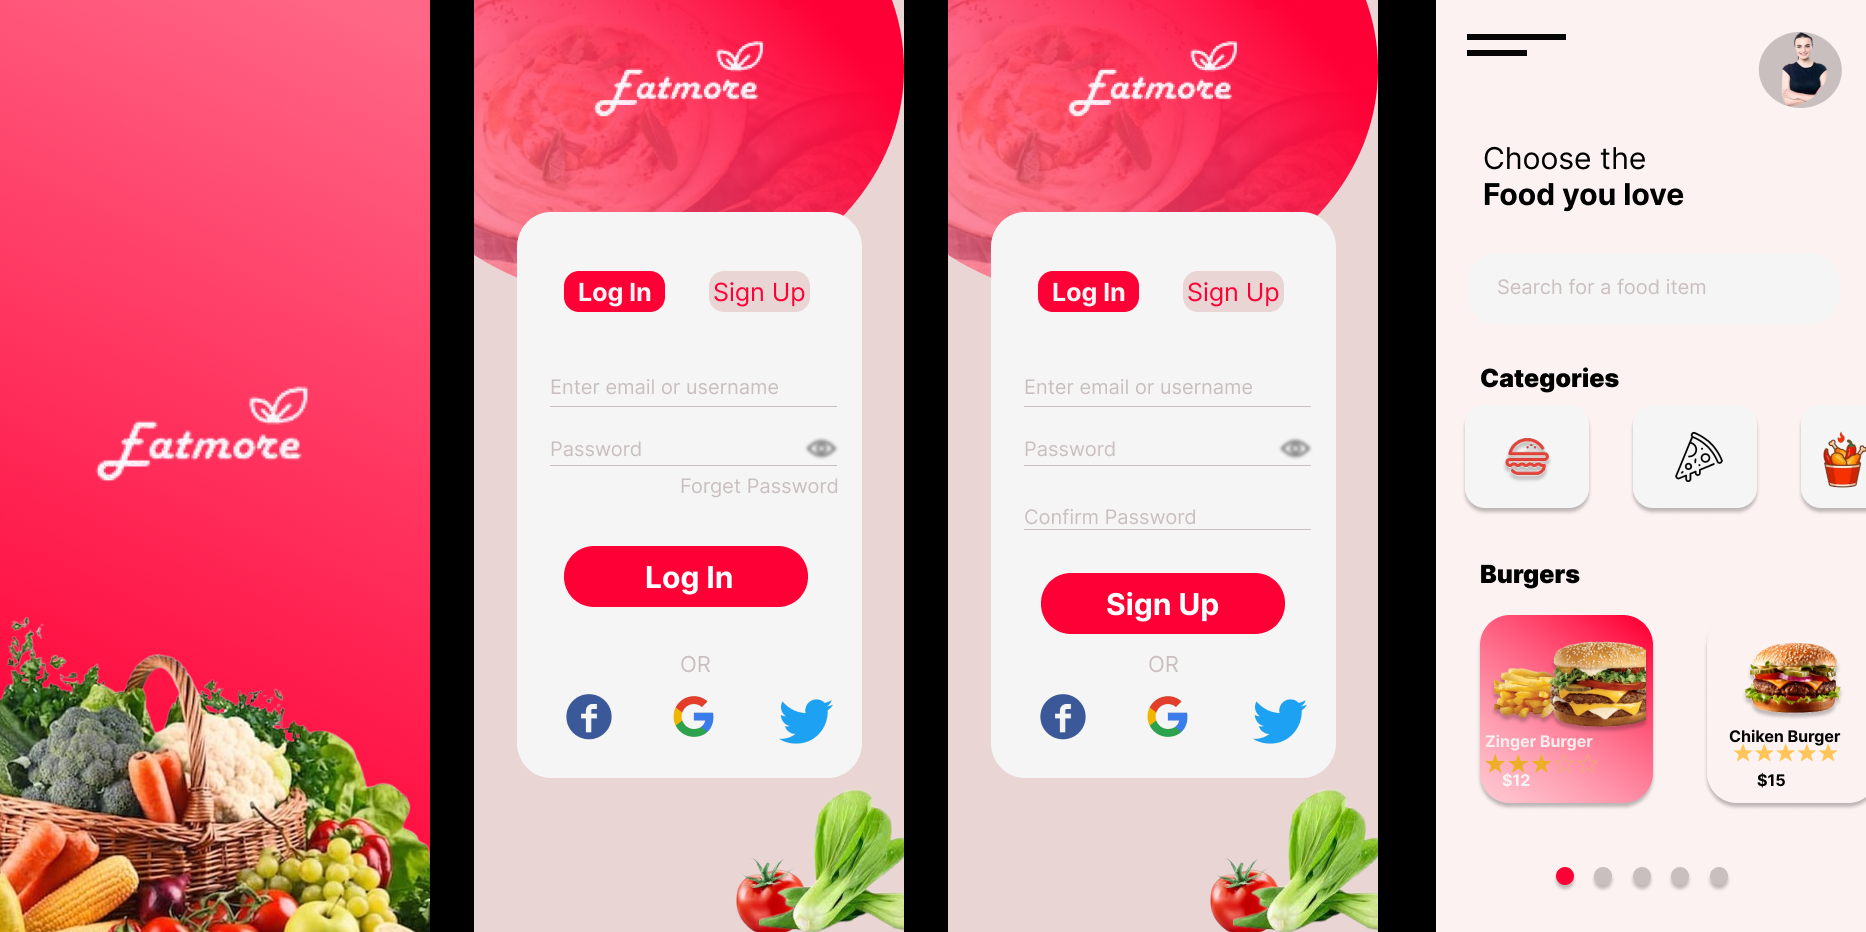 Eatmore
Eatmore
Log In
Sign Up
Enter email or username
Password
Forget Password
Log In
OR
Eatmore
Log In
Sign Up
Enter email or username
Password
Confirm Password
Sign Up
OR
Choose the
Food you love
Search for a food item
Categories
Burgers
Zinger Burger
$12
Chiken Burger
$15